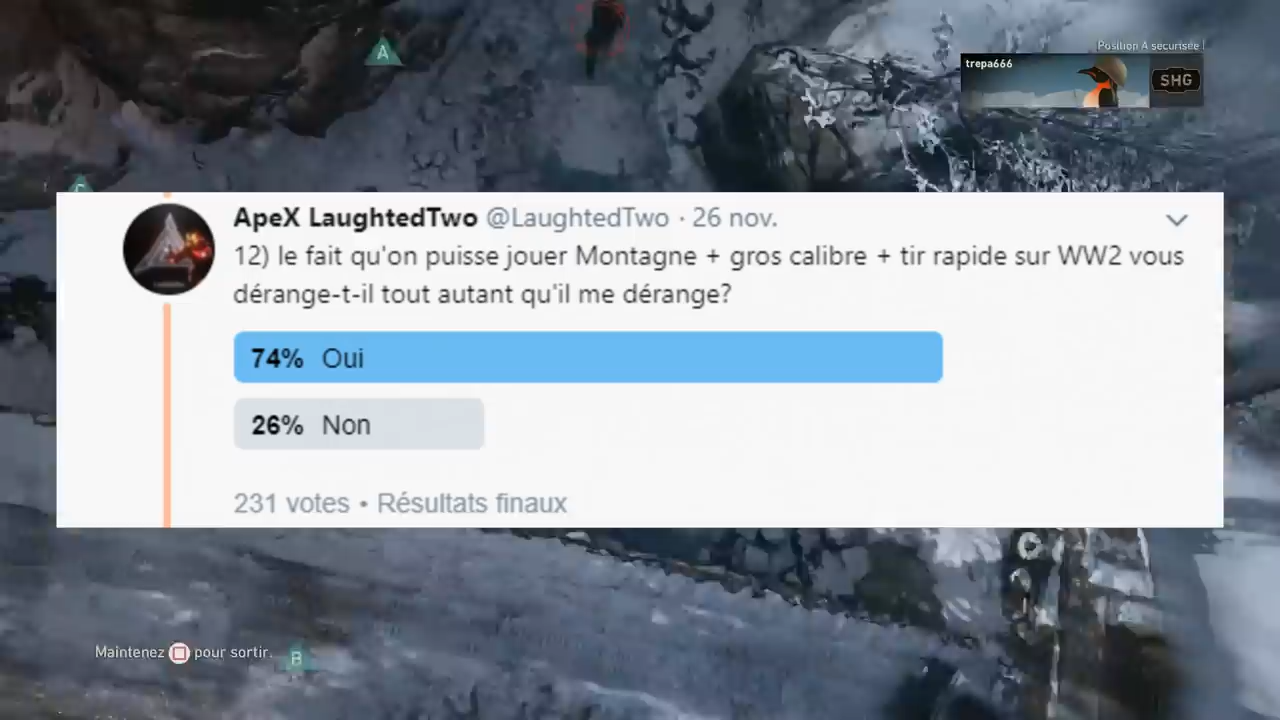 A
Position A sécurisée !
trepa666
SHG
ApeX LaughtedTwo @LaughtedTwo · 26 nov.
12) le fait qu'on puisse jouer Montagne + gros calibre + tir rapide sur WW2 vous
dérange-t-il tout autant qu'il me dérange?
74% Oui
26% Non
231 votes • Résultats finaux
Maintenez pour sortir.
B